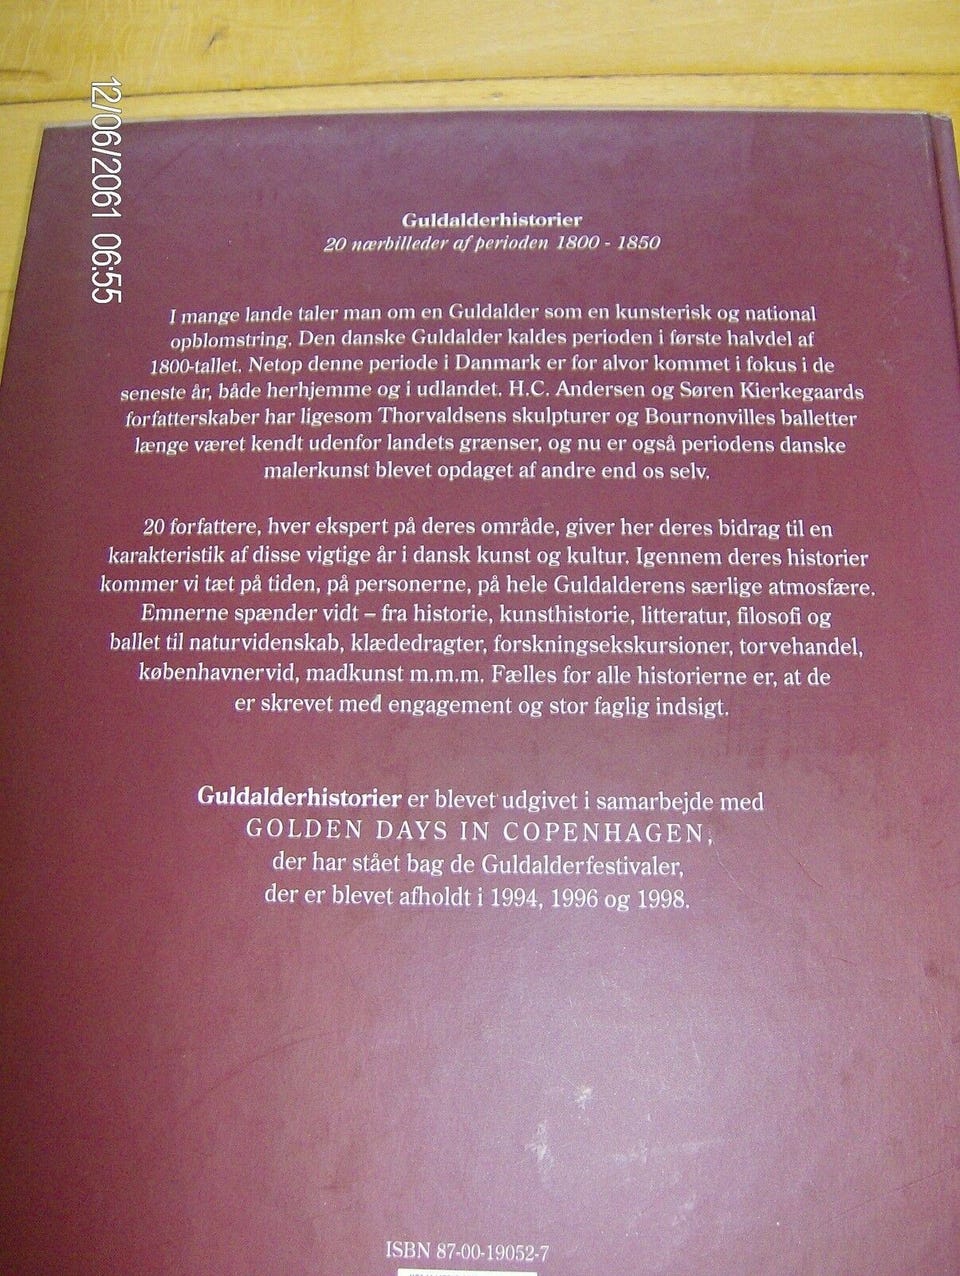 12/06/2061 06:55
Guldalderhistorier
20 nærbilleder af perioden 1800 - 1850
I mange lande taler man om en Guldalder som en kunsterisk og national
opblomstring. Den danske Guldalder kaldes perioden i første halvdel af
1800-tallet. Netop denne periode i Danmark er for alvor kommet i fokus i de
seneste år, både herhjemme og i udlandet. H.C. Andersen og Søren Kierkegaards
forfatterskaber har ligesom Thorvaldsens skulpturer og Bournonvilles balletter
længe været kendt udenfor landets grænser, og nu er også periodens danske
malerkunst blevet opdaget af andre end os selv.
20 forfattere, hver ekspert på deres område, giver her deres bidrag til en
karakteristik af disse vigtige år i dansk kunst og kultur. Igennem deres historier
kommer vi tæt på tiden, på personerne, på hele Guldalderens særlige atmosfære.
Emnerne spænder vidt – fra historie, kunsthistorie, litteratur, filosofi og
ballet til naturvidenskab, klædedragter, forskningsekskursioner, torvehandel,
københavnervid, madkunst m.m.m. Fælles for alle historierne er, at de
er skrevet med engagement og stor faglig indsigt.
Guldalderhistorier er blevet udgivet i samarbejde med
GOLDEN DAYS IN COPENHAGEN,
der har stået bag de Guldalderfestivaler,
der er blevet afholdt i 1994, 1996 og 1998.
ISBN 87-00-19052-7